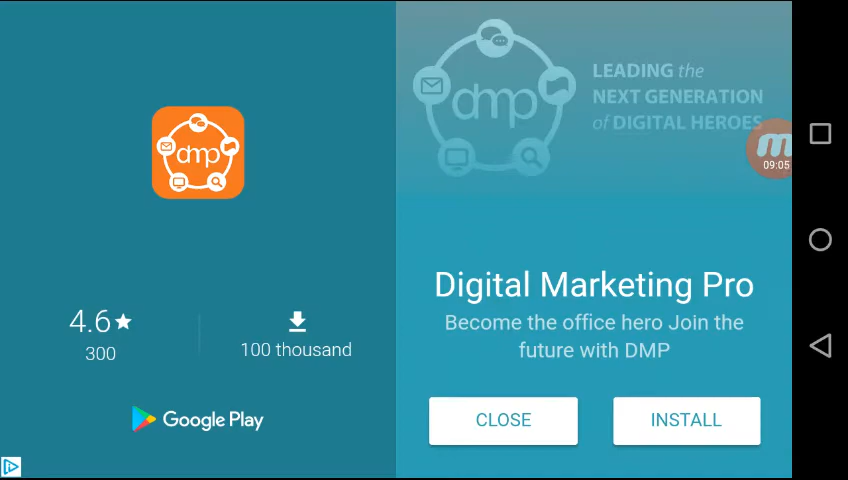 dmp
4.6
300
100 thousand
Google Play
dmp
LEADING the
NEXT GENERATION
of DIGITAL HEROES
09:05
Digital Marketing Pro
Become the office hero Join the
future with DMP
CLOSE
INSTALL